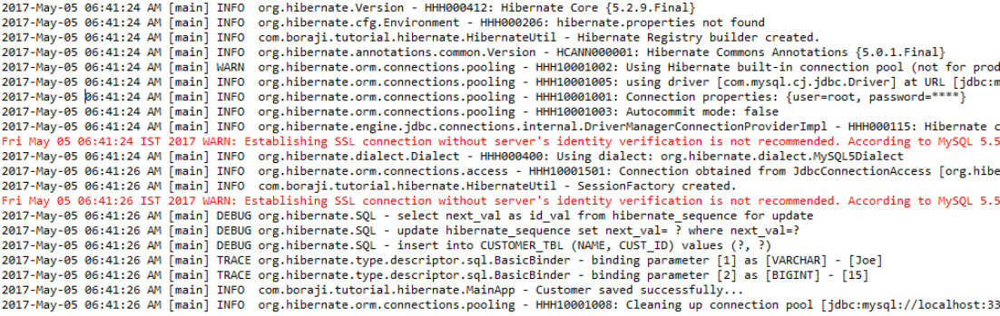 2017-May-05 06:41:24 AM [main] INFO  org.hibernate.Version - HHH000412: Hibernate Core {5.2.9.Final}
2017-May-05 06:41:24 AM [main] INFO  org.hibernate.cfg.Environment - HHH000206: hibernate.properties not found
2017-May-05 06:41:24 AM [main] INFO  com.boraji.tutorial.hibernate.HibernateUtil - Hibernate Registry builder created.
2017-May-05 06:41:24 AM [main] INFO  org.hibernate.annotations.common.Version - HCANN000001: Hibernate Commons Annotations {5.0.1.Final}
2017-May-05 06:41:24 AM [main] WARN  org.hibernate.orm.connections.pooling - HHH10001002: Using Hibernate built-in connection pool (not for prod
2017-May-05 06:41:24 AM [main] INFO  org.hibernate.orm.connections.pooling - HHH10001005: using driver [com.mysql.cj.jdbc.Driver] at URL [jdbc:m
2017-May-05 06:41:24 AM [main] INFO  org.hibernate.orm.connections.pooling - HHH10001001: Connection properties: {user=root, password=****}
2017-May-05 06:41:24 AM [main] INFO  org.hibernate.orm.connections.pooling - HHH10001003: Autocommit mode: false
2017-May-05 06:41:24 AM [main] INFO  org.hibernate.engine.jdbc.connections.internal.DriverManagerConnectionProviderImpl - HHH000115: Hibernate c
Fri May 05 06:41:24 IST 2017 WARN: Establishing SSL connection without server's identity verification is not recommended. According to MySQL 5.5
2017-May-05 06:41:24 AM [main] INFO  org.hibernate.dialect.Dialect - HHH000400: Using dialect: org.hibernate.dialect.MySQL5Dialect
2017-May-05 06:41:26 AM [main] INFO  org.hibernate.orm.connections.access - HHH10001501: Connection obtained from JdbcConnectionAccess [org.hibe
2017-May-05 06:41:26 AM [main] INFO  com.boraji.tutorial.hibernate.HibernateUtil - SessionFactory created.
Fri May 05 06:41:26 IST 2017 WARN: Establishing SSL connection without server's identity verification is not recommended. According to MySQL 5.5
2017-May-05 06:41:26 AM [main] DEBUG org.hibernate.SQL - select next_val as id_val from hibernate_sequence for update
2017-May-05 06:41:26 AM [main] DEBUG org.hibernate.SQL - update hibernate_sequence set next_val= ? where next_val=?
2017-May-05 06:41:26 AM [main] DEBUG org.hibernate.SQL - insert into CUSTOMER_TBL (NAME, CUST_ID) values (?, ?)
2017-May-05 06:41:26 AM [main] TRACE org.hibernate.type.descriptor.sql.BasicBinder - binding parameter [1] as [VARCHAR] - [Joe]
2017-May-05 06:41:26 AM [main] TRACE org.hibernate.type.descriptor.sql.BasicBinder - binding parameter [2] as [BIGINT] - [15]
2017-May-05 06:41:26 AM [main] INFO  com.boraji.tutorial.hibernate.MainApp - Customer saved successfully...
2017-May-05 06:41:26 AM [main] INFO  org.hibernate.orm.connections.pooling - HHH10001008: Cleaning up connection pool [jdbc:mysql://localhost:33